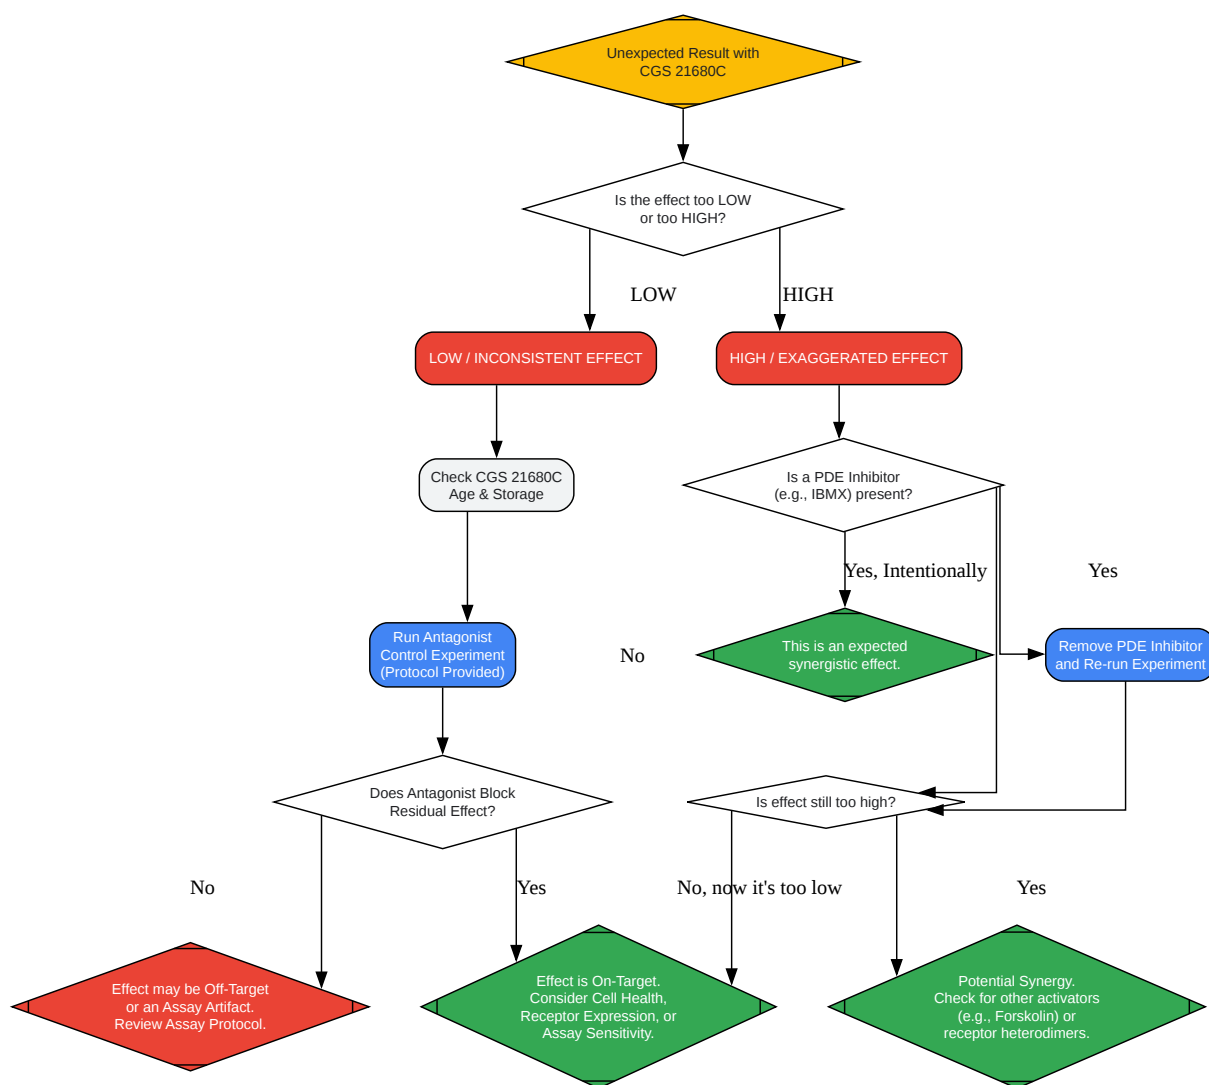 Unexpected Result with
CGS 21680C
Is the effect too LOW
or too HIGH?
LOW
HIGH
LOW / INCONSISTENT EFFECT
HIGH / EXAGGERATED EFFECT
Check CGS 21680C
Age & Storage
Is a PDE Inhibitor
(e.g., IBMX) present?
Yes, Intentionally
Yes
Run Antagonist
Control Experiment
(Protocol Provided)
No
This is an expected
synergistic effect.
Remove PDE Inhibitor
and Re-run Experiment
Does Antagonist Block
Residual Effect?
Is effect still too high?
No
Yes
No, now it's too low
Yes
Effect may be Off-Target
or an Assay Artifact.
Review Assay Protocol.
Effect is On-Target.
Consider Cell Health,
Receptor Expression, or
Assay Sensitivity.
Potential Synergy.
Check for other activators
(e.g., Forskolin) or
receptor heterodimers.